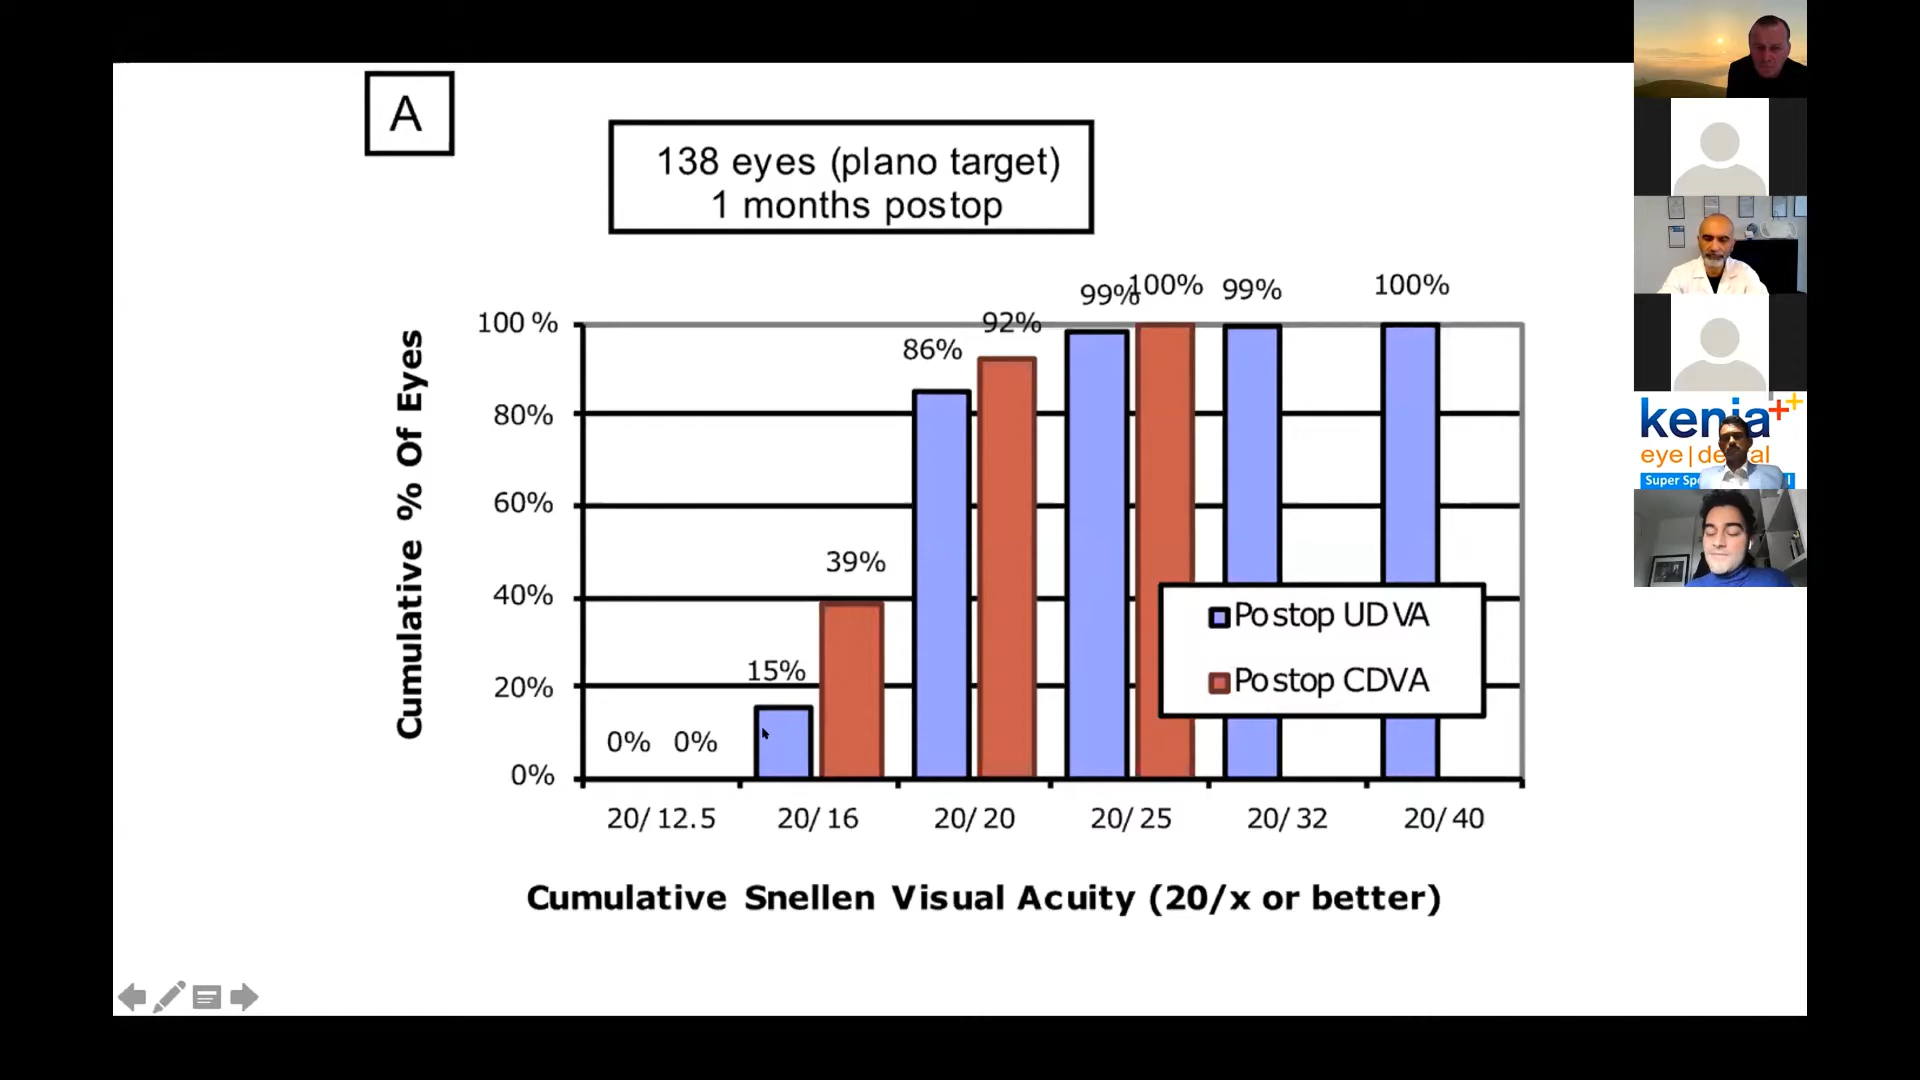 A
138 eyes (plano target)
1 months postop
99%
100%
99%
100%
92%
86%
39%
15%
0%
0%
100 %
80%
60%
40%
20%
0%
Cumulative % Of Eyes
Postop UDVA
Postop CDVA
20/ 12.5
20/ 16
20/ 20
20/ 25
20/ 32
20/ 40
Cumulative Snellen Visual Acuity (20/x or better)
kenia++
eye|